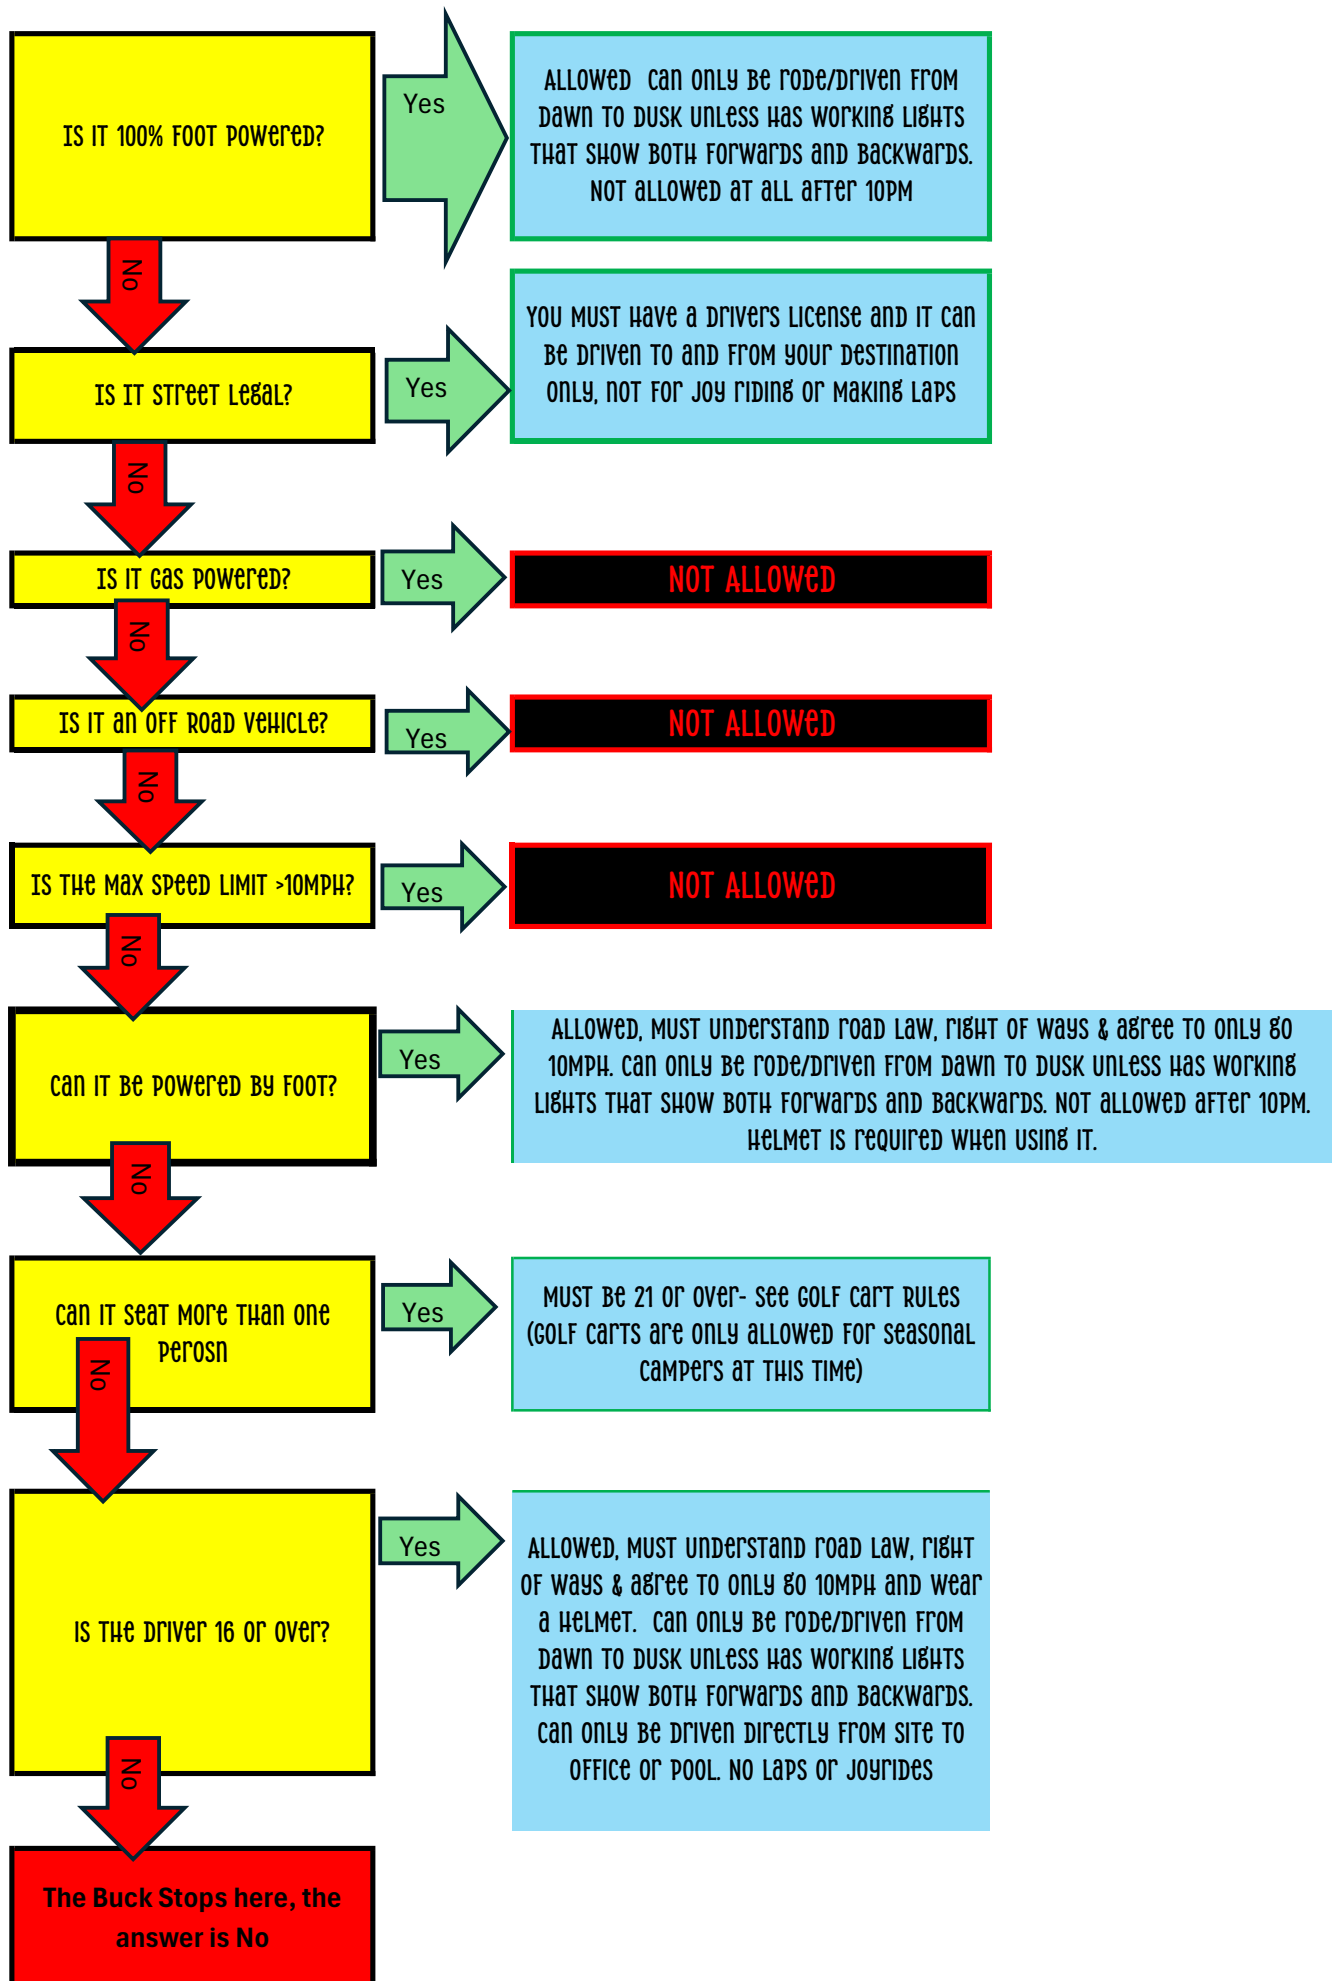 IS IT 100% FOOT POWERED?
Yes
ALLOWED  CAN ONLY BE RODE/DRIVEN FROM
DAWN TO DUSK UNLESS HAS WORKING LIGHTS
THAT SHOW BOTH FORWARDS AND BACKWARDS.
NOT ALLOWED AT ALL AFTER 10PM
No
IS IT STREET LEGAL?
Yes
YOU MUST HAVE A DRIVERS LICENSE AND IT CAN
BE DRIVEN TO AND FROM YOUR DESTINATION
ONLY, NOT FOR JOY RIDING OR MAKING LAPS
No
IS IT GAS POWERED?
Yes
NOT ALLOWED
No
IS IT AN OFF ROAD VEHICLE?
Yes
NOT ALLOWED
No
IS THE MAX SPEED LIMIT >10MPH?
Yes
NOT ALLOWED
No
CAN IT BE POWERED BY FOOT?
Yes
ALLOWED, MUST UNDERSTAND ROAD LAW, RIGHT OF WAYS & AGREE TO ONLY GO
10MPH. CAN ONLY BE RODE/DRIVEN FROM DAWN TO DUSK UNLESS HAS WORKING
LIGHTS THAT SHOW BOTH FORWARDS AND BACKWARDS. NOT ALLOWED AFTER 10PM.
HELMET IS REQUIRED WHEN USING IT.
No
CAN IT SEAT MORE THAN ONE
PEROSN
Yes
MUST BE 21 OR OVER- SEE GOLF CART RULES
(GOLF CARTS ARE ONLY ALLOWED FOR SEASONAL
CAMPERS AT THIS TIME)
No
IS THE DRIVER 16 OR OVER?
Yes
ALLOWED, MUST UNDERSTAND ROAD LAW, RIGHT
OF WAYS & AGREE TO ONLY GO 10MPH AND WEAR
A HELMET.  CAN ONLY BE RODE/DRIVEN FROM
DAWN TO DUSK UNLESS HAS WORKING LIGHTS
THAT SHOW BOTH FORWARDS AND BACKWARDS.
CAN ONLY BE DRIVEN DIRECTLY FROM SITE TO
OFFICE OR POOL. NO LAPS OR JOYRIDES
No
The Buck Stops here, the
answer is No